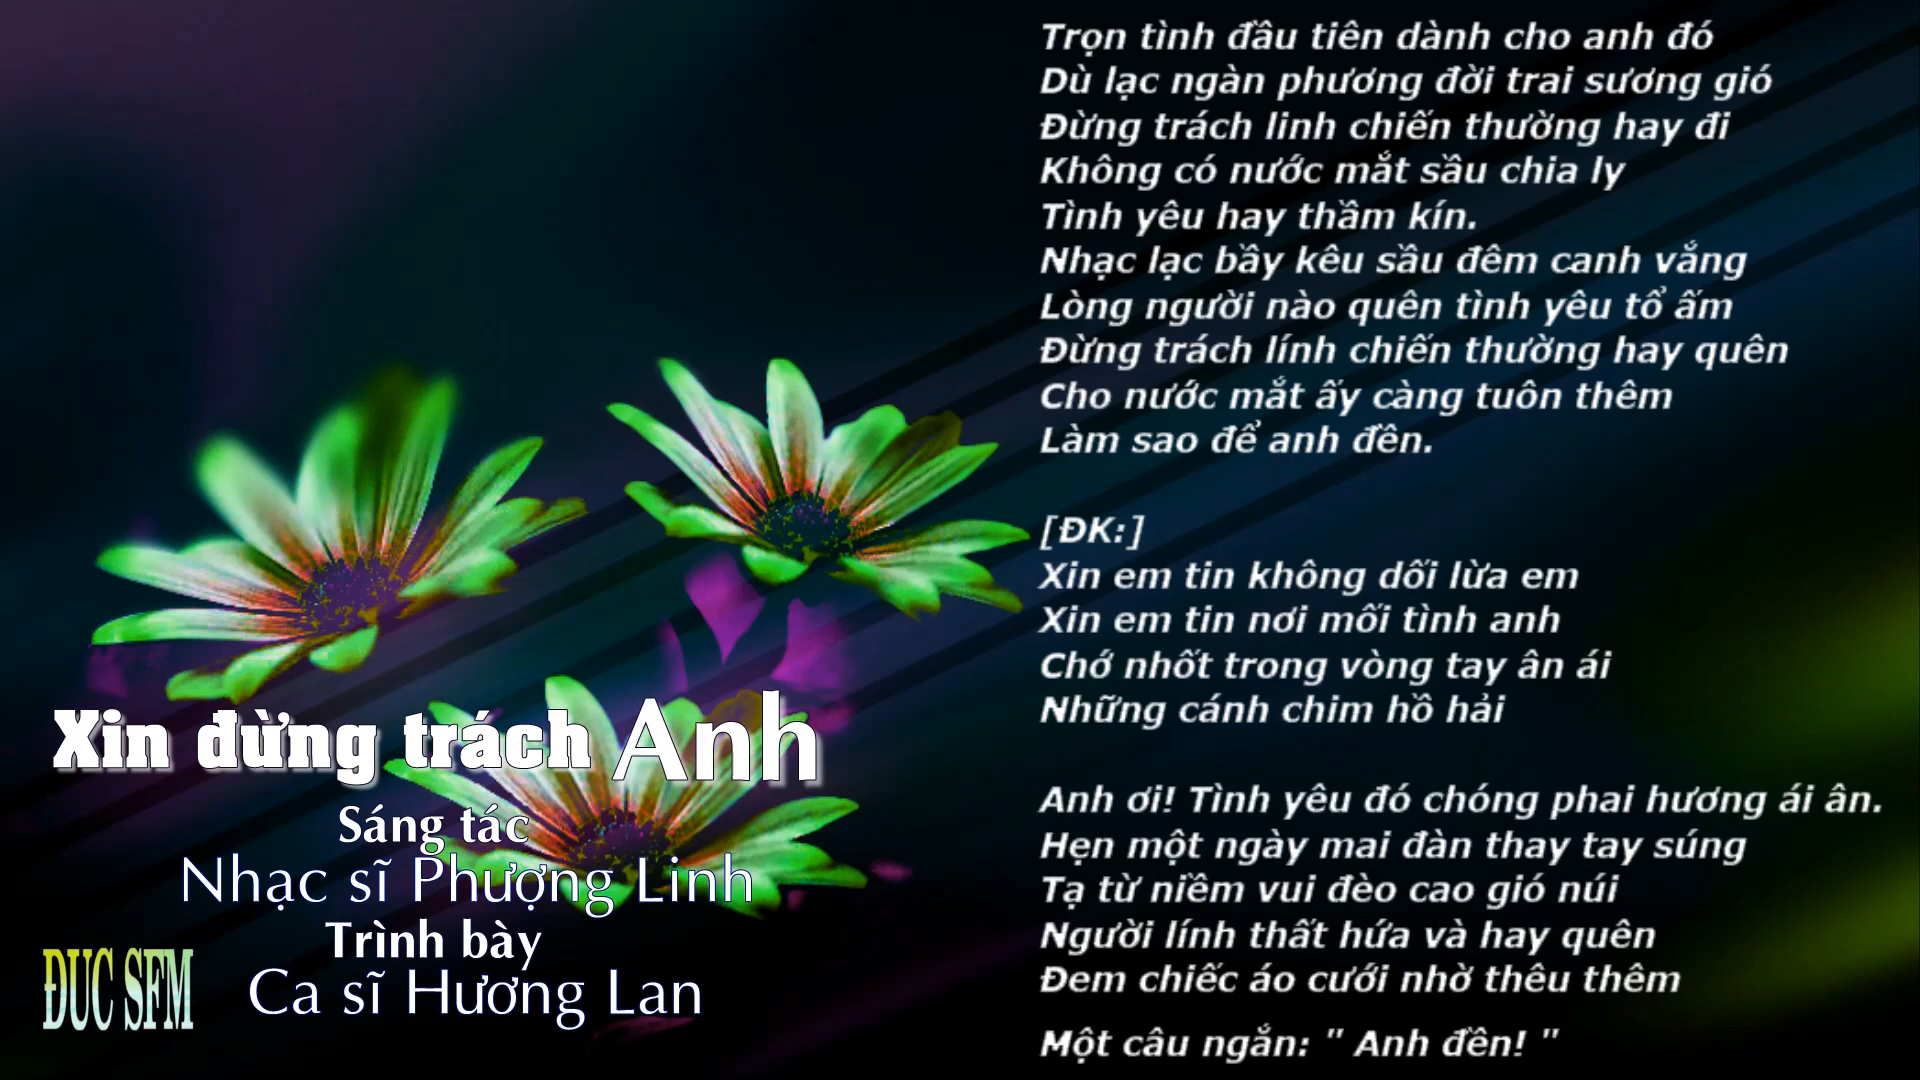 Xin đừng trách Anh
Sáng tác
Nhạc sĩ Phượng Linh
Trình bày
Ca sĩ Hương Lan
ĐUC SFM
Trọn tình đầu tiên dành cho anh đó
Dù lạc ngàn phương đời trai sương gió
Đừng trách linh chiến thường hay đi
Không có nước mắt sầu chia ly
Tình yêu hay thầm kín.
Nhạc lạc bầy kêu sầu đêm canh vắng
Lòng người nào quên tình yêu tổ ấm
Đừng trách lính chiến thường hay quên
Cho nước mắt ấy càng tuôn thêm
Làm sao để anh đền.
[ĐK:]
Xin em tin không dối lừa em
Xin em tin nơi mối tình anh
Chớ nhốt trong vòng tay ân ái
Những cánh chim hồ hải
Anh ơi! Tình yêu đó chóng phai hương ái ân.
Hẹn một ngày mai đàn thay tay súng
Tạ từ niềm vui đèo cao gió núi
Người lính thất hứa và hay quên
Đem chiếc áo cưới nhờ thêu thêm
Một câu ngắn: " Anh đền! "